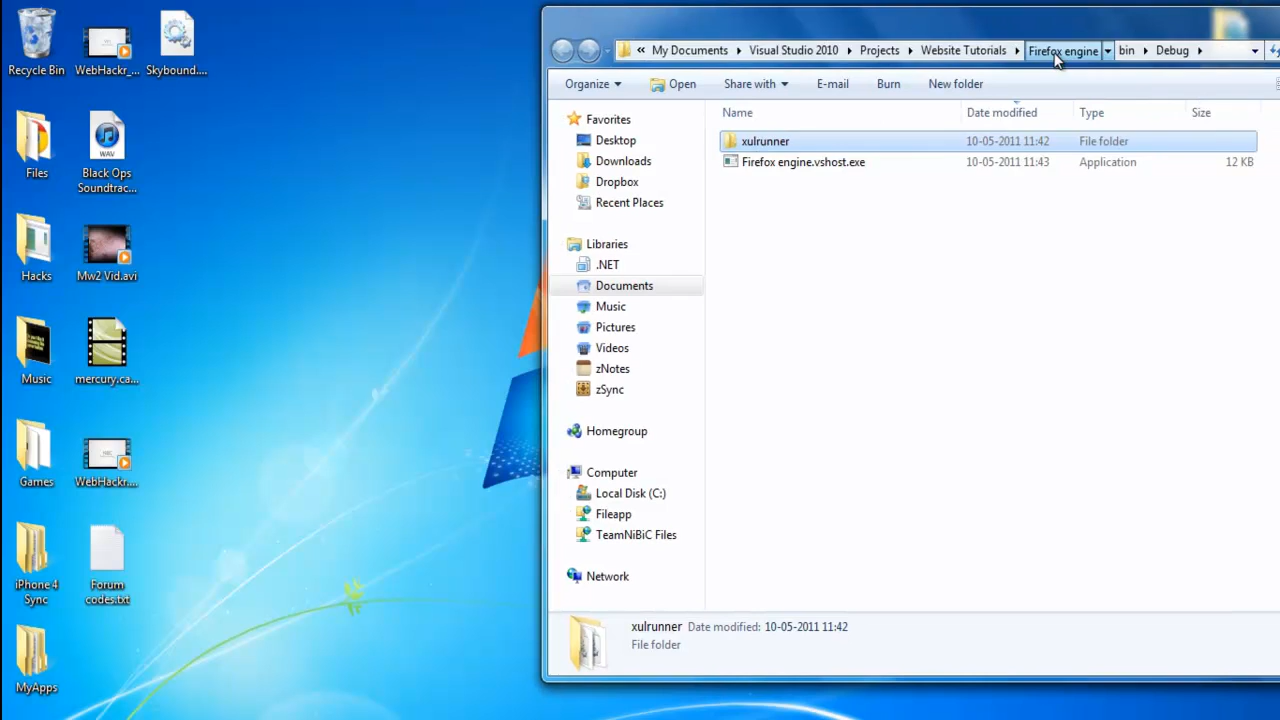 Recycle Bin
WebHackr_...
Skybound....
Files
Black Ops
Soundtrac...
WAV
Hacks
Mw2 Vid.avi
Music
mercury.ca...
Games
WebHackr....
iPhone 4
Sync
Forum
codes.txt
MyApps
« My Documents Visual Studio 2010 Projects Website Tutorials Firefox engine bin Debug
Organize Open Share with E-mail Burn New folder
Name Date modified Type Size
xulrunner 10-05-2011 11:42 File folder
Firefox engine.vshost.exe 10-05-2011 11:43 Application 12 KB
Favorites
Desktop
Downloads
Dropbox
Recent Places
Libraries
.NET
Documents
Music
Pictures
Videos
zNotes
zSync
Homegroup
Computer
Local Disk (C:)
Fileapp
TeamNiBiC Files
Network
xulrunner Date modified: 10-05-2011 11:42
File folder